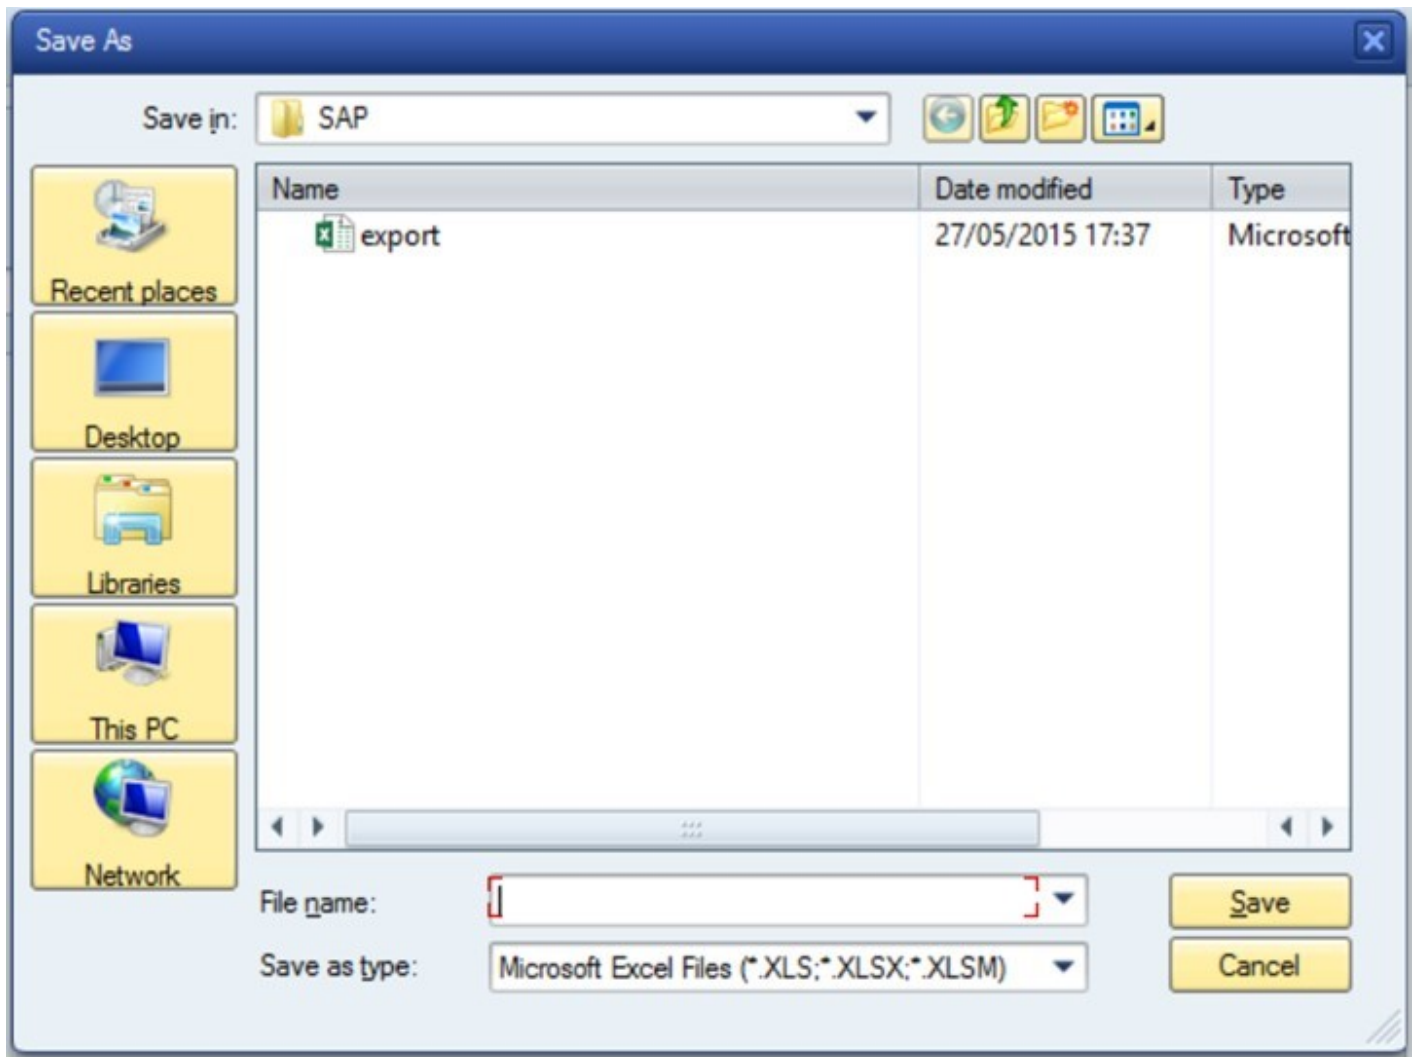 Save As
Save in: SAP
Name Date modified Type
export 27/05/2015 17:37 Microsoft
Recent places
Desktop
Libraries
This PC
Network
File name: Save
Save as type: Microsoft Excel Files (*.XLS;*.XLSX;*.XLSM) Cancel